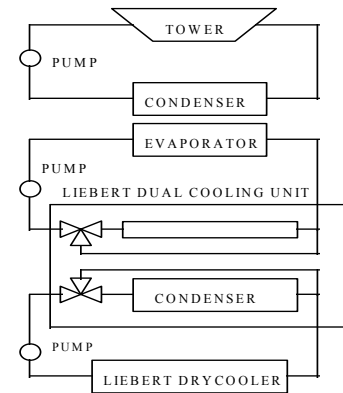 TOWER
PUMP
CONDENSER
EVAPORATOR
PUMP
LIEBERT DUAL COOLING UNIT
CONDENSER
PUMP
LIEBERT DRYCOOLER